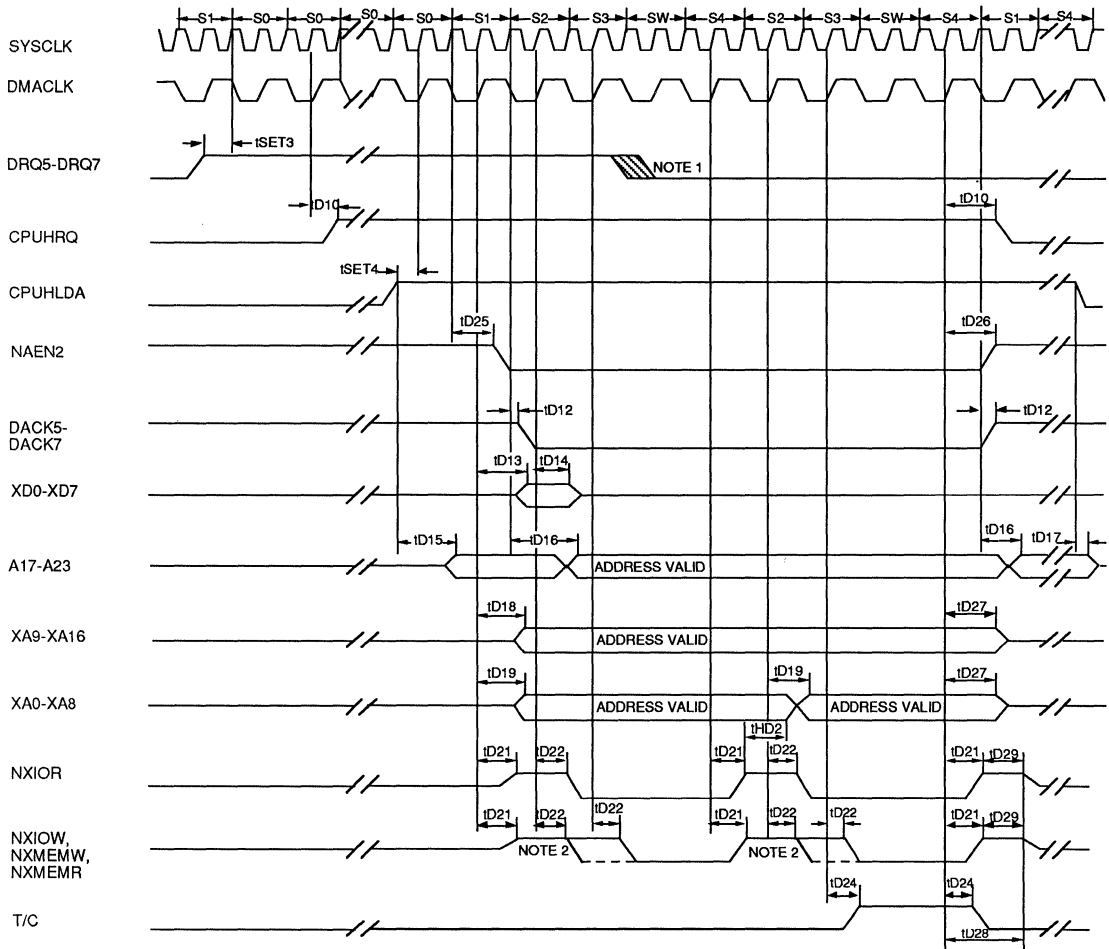 S1 S0 S0 S0 S0 S1 S2 S3 SW S4 S2 S3 SW S4 S1 S4
SYSCLK
DMACLK
tSET3
DRQ5-DRQ7
NOTE 1
tD10 tD10
CPUHRQ
tSET4
CPUHLDA
tD25 tD26
NAEN2
tD12 tD12
DACK5-
DACK7
tD13 tD14
XD0-XD7
tD15 tD16 tD16 tD17
A17-A23 ADDRESS VALID
tD18 tD27
XA9-XA16 ADDRESS VALID
tD19 tD19 tD27
XA0-XA8 ADDRESS VALID ADDRESS VALID
tHD2
tD21 tD22 tD21 tD22 tD21 tD29
NXIOR
tD21 tD22 tD22 tD21 tD22 tD22 tD21 tD29
NXIOW,
NXMEMW,
NXMEMR
NOTE 2 NOTE 2
tD24 tD24
T/C
tD28